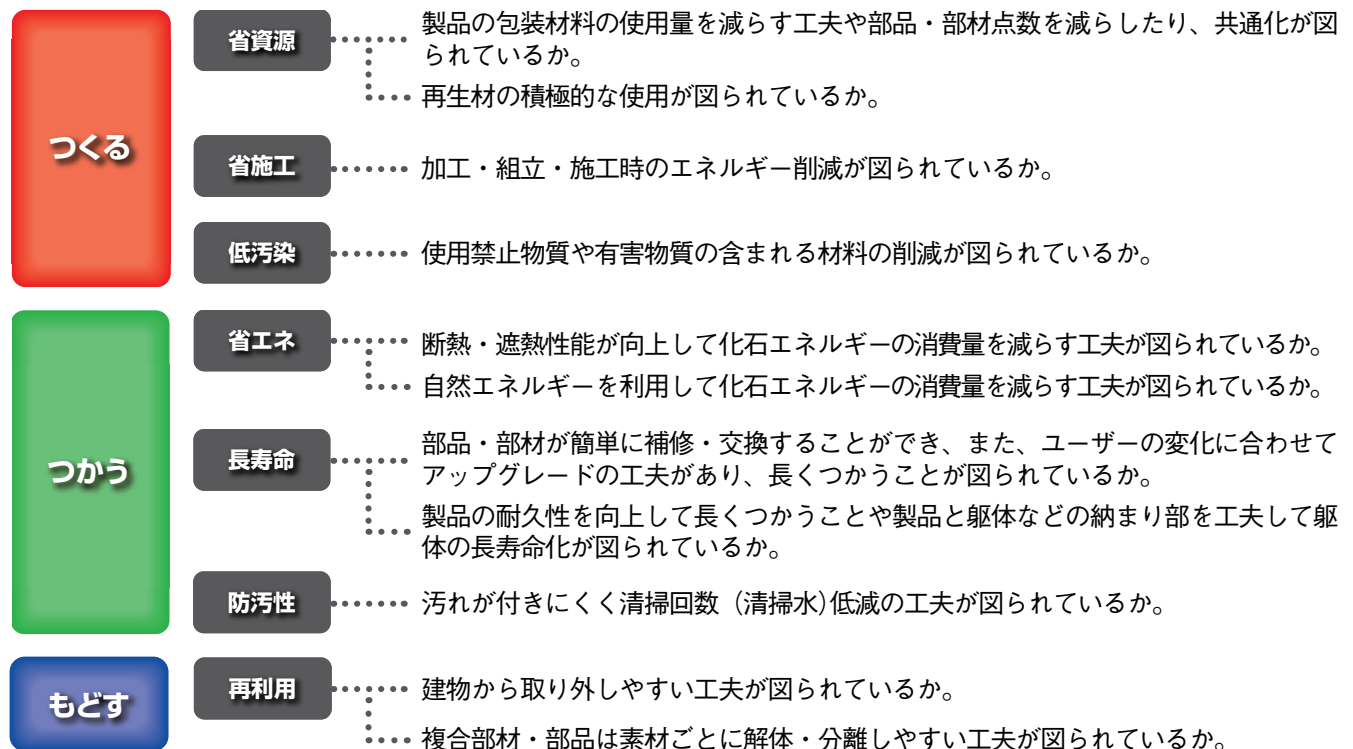 つくる
省資源
製品の包装材料の使用量を減らす工夫や部品・部材点数を減らしたり、共通化が図
られているか。
再生材の積極的な使用が図られているか。
省施工
加工・組立・施工時のエネルギー削減が図られているか。
低汚染
使用禁止物質や有害物質の含まれる材料の削減が図られているか。
つかう
省エネ
断熱・遮熱性能が向上して化石エネルギーの消費量を減らす工夫が図られているか。
自然エネルギーを利用して化石エネルギーの消費量を減らす工夫が図られているか。
長寿命
部品・部材が簡単に補修・交換することができ、また、ユーザーの変化に合わせて
アップグレードの工夫があり、長くつかうことが図られているか。
製品の耐久性を向上して長くつかうことや製品と躯体などの納まり部を工夫して躯
体の長寿命化が図られているか。
防汚性
汚れが付きにくく清掃回数（清掃水）低減の工夫が図られているか。
もどす
再利用
建物から取り外しやすい工夫が図られているか。
複合部材・部品は素材ごとに解体・分離しやすい工夫が図られているか。